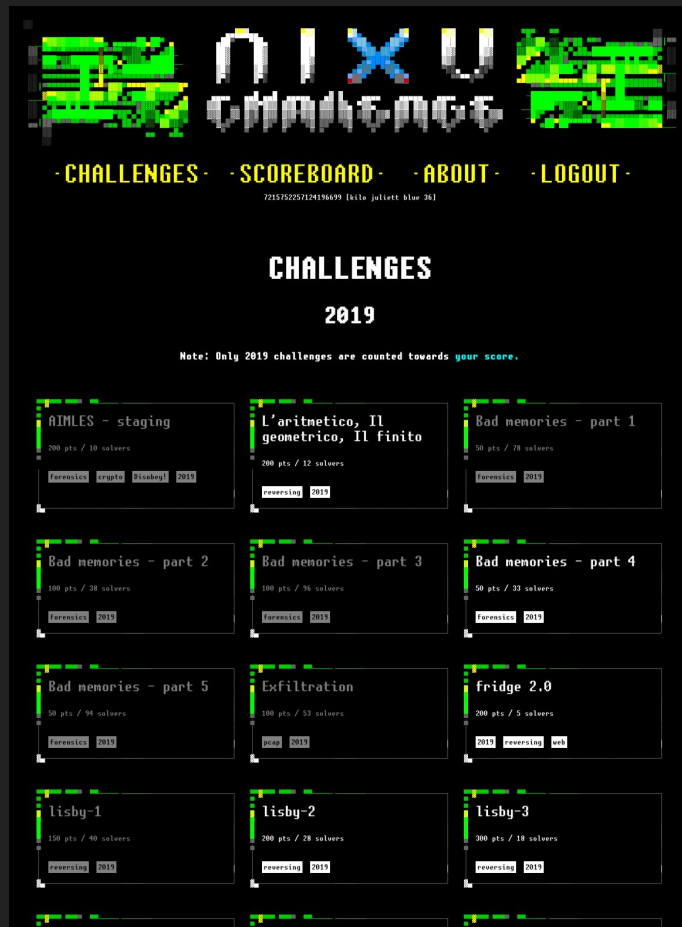 NIXU
CHALLENGE
·CHALLENGES· ·SCOREBOARD· ·ABOUT· ·LOGOUT·
7215752257124196699 [kilo juliett blue 36]
CHALLENGES
2019
Note: Only 2019 challenges are counted towards your score.
AIMLES - staging
200 pts / 10 solvers
forensics crypto Disobey! 2019
L'aritmetico, Il
geometrico, Il finito
200 pts / 12 solvers
reversing 2019
Bad memories - part 1
50 pts / 78 solvers
forensics 2019
Bad memories - part 2
100 pts / 38 solvers
forensics 2019
Bad memories - part 3
100 pts / 96 solvers
forensics 2019
Bad memories - part 4
50 pts / 33 solvers
forensics 2019
Bad memories - part 5
50 pts / 94 solvers
forensics 2019
Exfiltration
100 pts / 53 solvers
pcap 2019
fridge 2.0
200 pts / 5 solvers
2019 reversing web
lisby-1
150 pts / 40 solvers
reversing 2019
lisby-2
200 pts / 28 solvers
reversing 2019
lisby-3
300 pts / 18 solvers
reversing 2019